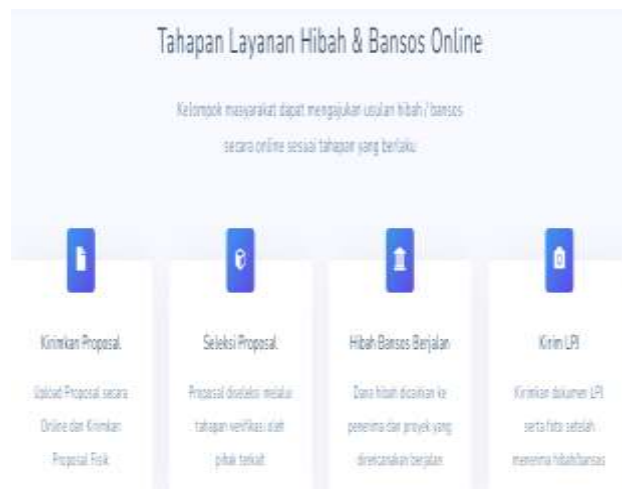 Tahapan Layanan Hibah & Bansos Online
Kelompok masyarakat dapat mengajukan usulan hibah / bansos
secara online sesuai tahapan yang berlaku
Kirimkan Proposal
Upload Proposal secara
Online dan Kirimkan
Proposal Fisik
Seleksi Proposal
Proposal diseleksi melalui
tahapan verifikasi oleh
pihak terkait
Hibah Bansos Berjalan
Dana hibah dicairkan ke
penerima dan proyek yang
direncanakan berjalan
Kirim LPJ
Kirimkan dokumen LPJ
serta foto setelah
menerima hibah/bansos